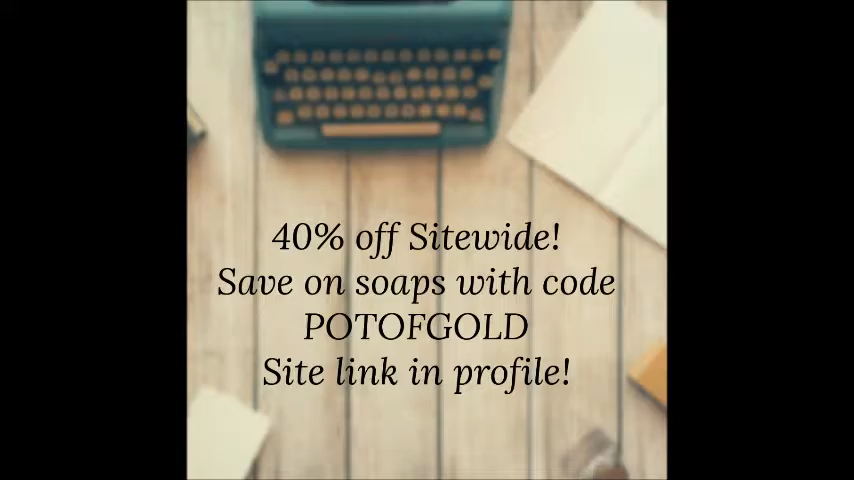 40% off Sitewide!
Save on soaps with code
POTOFGOLD
Site link in profile!